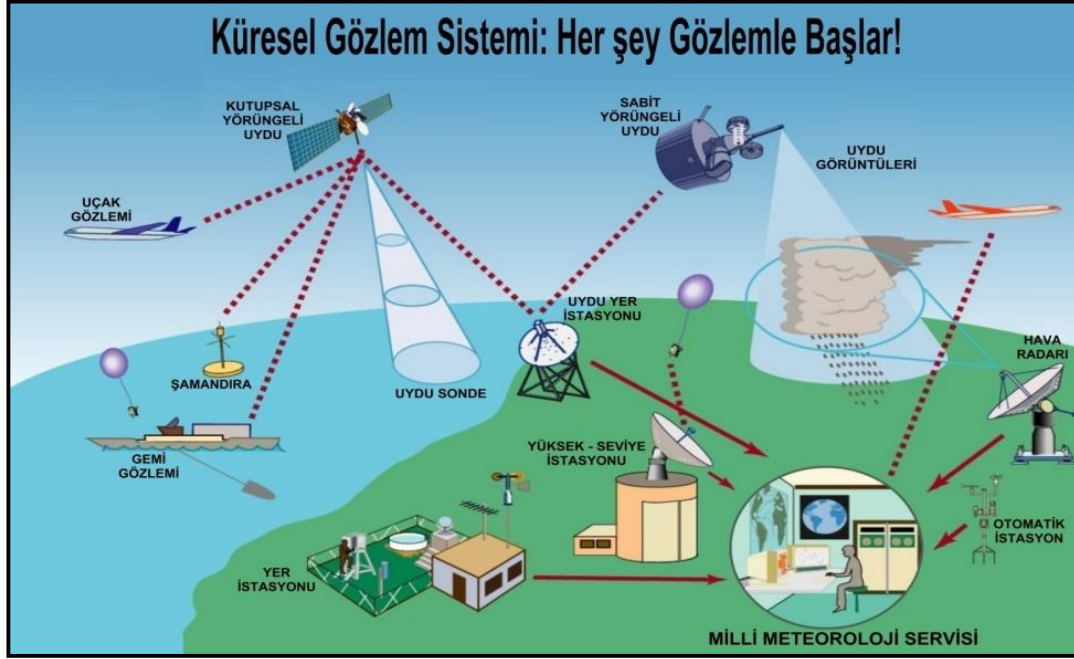 Küresel Gözlem Sistemi: Her şey Gözlemle Başlar!
KUTUPSAL
YÖRÜNGELİ
UYDU
SABİT
YÖRÜNGELİ
UYDU
UYDU
GÖRÜNTÜLERİ
UÇAK
GÖZLEMİ
UYDU YER
İSTASYONU
HAVA
RADARI
ŞAMANDIRA
UYDU SONDE
GEMİ
GÖZLEMİ
YÜKSEK - SEVİYE
İSTASYONU
OTOMATİK
İSTASYON
YER
İSTASYONU
MİLLİ METEOROLOJİ SERVİSİ